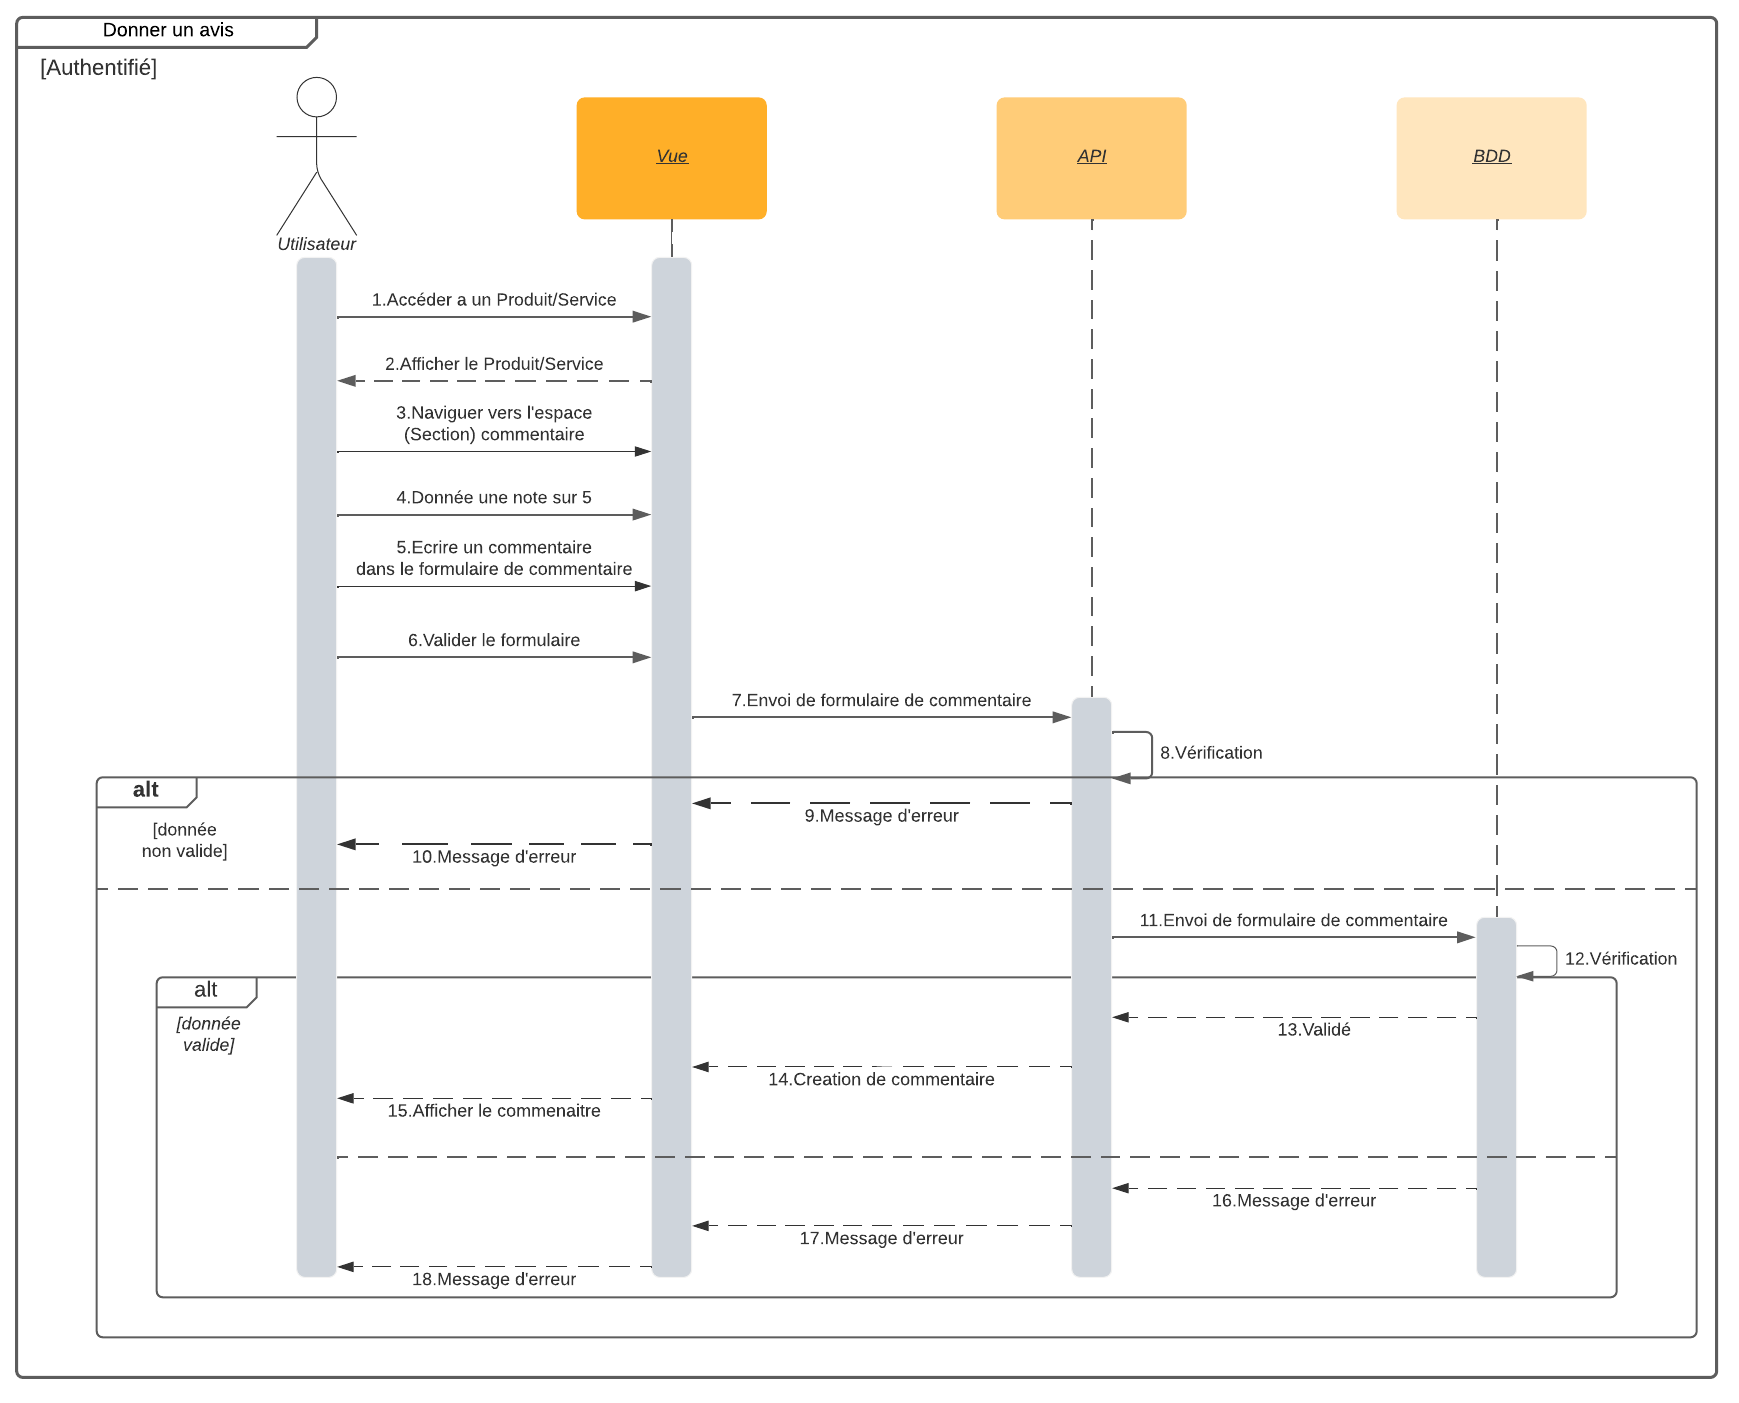 Donner un avis
[Authentifié]
Vue
API
BDD
Utilisateur
1.Accéder a un Produit/Service
2.Afficher le Produit/Service
3.Naviguer vers l'espace
(Section) commentaire
4.Donnée une note sur 5
5.Ecrire un commentaire
dans le formulaire de commentaire
6.Valider le formulaire
7.Envoi de formulaire de commentaire
8.Vérification
alt
9.Message d'erreur
[donnée
non valide]
10.Message d'erreur
11.Envoi de formulaire de commentaire
12.Vérification
alt
[donnée
valide]
13.Validé
14.Creation de commentaire
15.Afficher le commenaitre
16.Message d'erreur
17.Message d'erreur
18.Message d'erreur